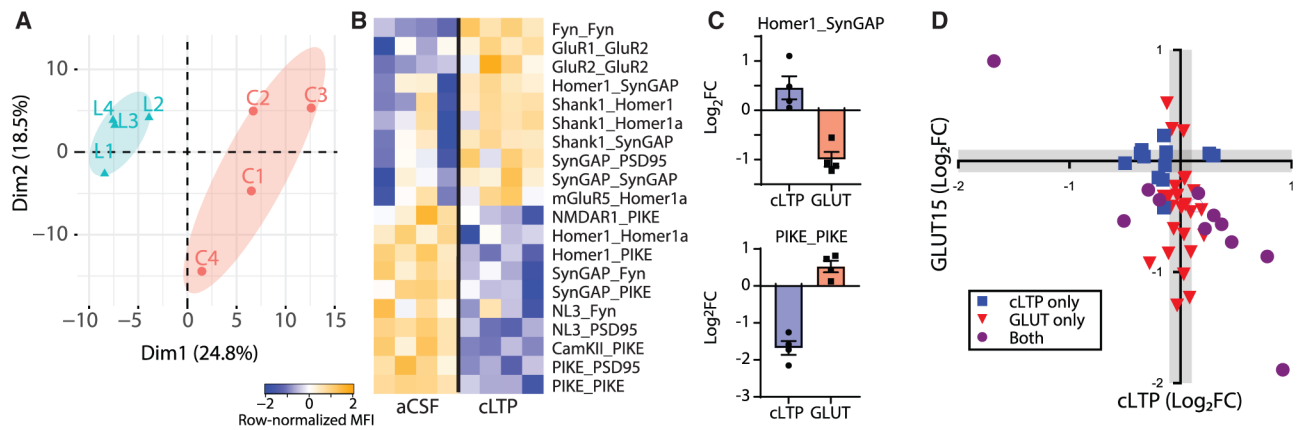 A
Dim2 (18.5%)
10
0
−10
L4
L3
L2
L1
C2
C3
C1
C4
−10
−5
0
5
10
15
Dim1 (24.8%)
B
Fyn_Fyn
GluR1_GluR2
GluR2_GluR2
Homer1_SynGAP
Shank1_Homer1
Shank1_Homer1a
Shank1_SynGAP
SynGAP_PSD95
SynGAP_SynGAP
mGluR5_Homer1a
NMDAR1_PIKE
Homer1_Homer1a
Homer1_PIKE
SynGAP_Fyn
SynGAP_PIKE
NL3_Fyn
NL3_PSD95
CamKII_PIKE
PIKE_PSD95
PIKE_PIKE
aCSF
cLTP
−2
0
2
Row-normalized MFI
C
Homer1_SynGAP
Log₂FC
1
0
-1
cLTP
GLUT
PIKE_PIKE
Log²FC
1
0
-1
-2
-3
cLTP
GLUT
D
GLUT15 (Log₂FC)
1
-2
-1
1
-1
-2
cLTP only
GLUT only
Both
cLTP (Log₂FC)